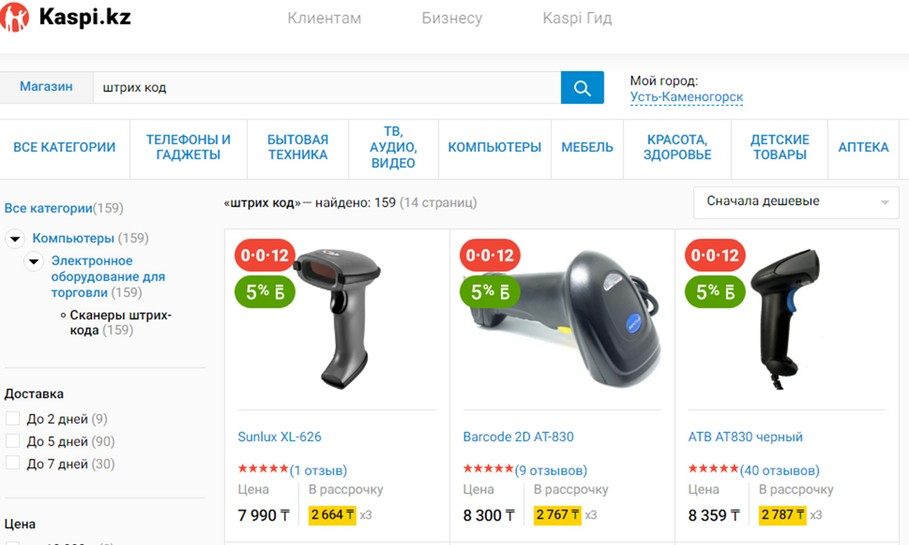 Kaspi.kz
Клиентам
Бизнесу
Kaspi Гид
Магазин
штрих код
Мой город:
Усть-Каменогорск
ВСЕ КАТЕГОРИИ
ТЕЛЕФОНЫ И
ГАДЖЕТЫ
БЫТОВАЯ
ТЕХНИКА
ТВ,
АУДИО,
ВИДЕО
КОМПЬЮТЕРЫ
МЕБЕЛЬ
КРАСОТА,
ЗДОРОВЬЕ
ДЕТСКИЕ
ТОВАРЫ
АПТЕКА
Все категории(159)
Компьютеры (159)
Электронное
оборудование для
торговли (159)
Сканеры штрих-
кода (159)
Доставка
До 2 дней (9)
До 5 дней (90)
До 7 дней (30)
Цена
«штрих код» — найдено: 159 (14 страниц)
Сначала дешевые
0·0·12
5% Б
Sunlux XL-626
(1 отзыв)
Цена
В рассрочку
7 990 ₸
2 664 ₸ x3
0·0·12
5% Б
Barcode 2D AT-830
(9 отзывов)
Цена
В рассрочку
8 300 ₸
2 767 ₸ x3
0·0·12
5% Б
АТВ AT830 черный
(40 отзывов)
Цена
В рассрочку
8 359 ₸
2 787 ₸ x3